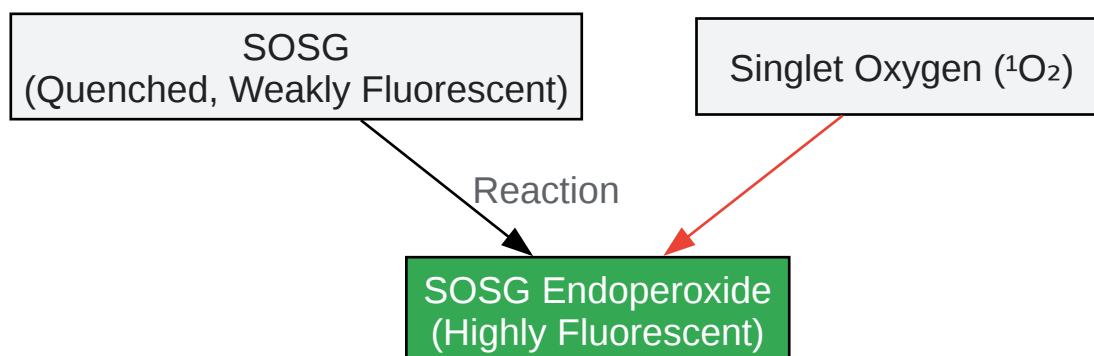 SOSG
(Quenched, Weakly Fluorescent)
Singlet Oxygen (¹O₂)
Reaction
SOSG Endoperoxide
(Highly Fluorescent)